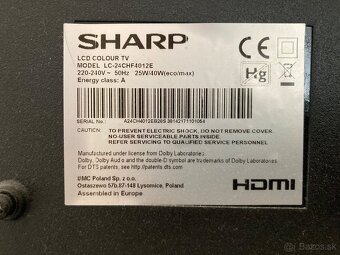 SHARP
LCD COLOUR TV
MODEL LC-24CHF4012E
220-240V ~ 50Hz 25W/40W(eco/max)
Energy class: A
CE
Hg
SERIAL No.:
CAUTION: TO PREVENT ELECTRIC SHOCK, DO NOT REMOVE COVER.
NO USER-SERVICEABLE PARTS INSIDE.
REFER SERVICING TO QUALIFIED SERVICE PERSONNEL.
Manufactured under license from Dolby Laboratories.
Dolby, Dolby Audio and the double-D symbol are trademarks of Dolby Laboratories
For DTS patents, see http://patents.dts.com
UMC Poland Sp. z o.o.
Ostaszewo 57b,87-148 Lysomice, Poland
Assembled in Europe
HDMI
bazos.sk